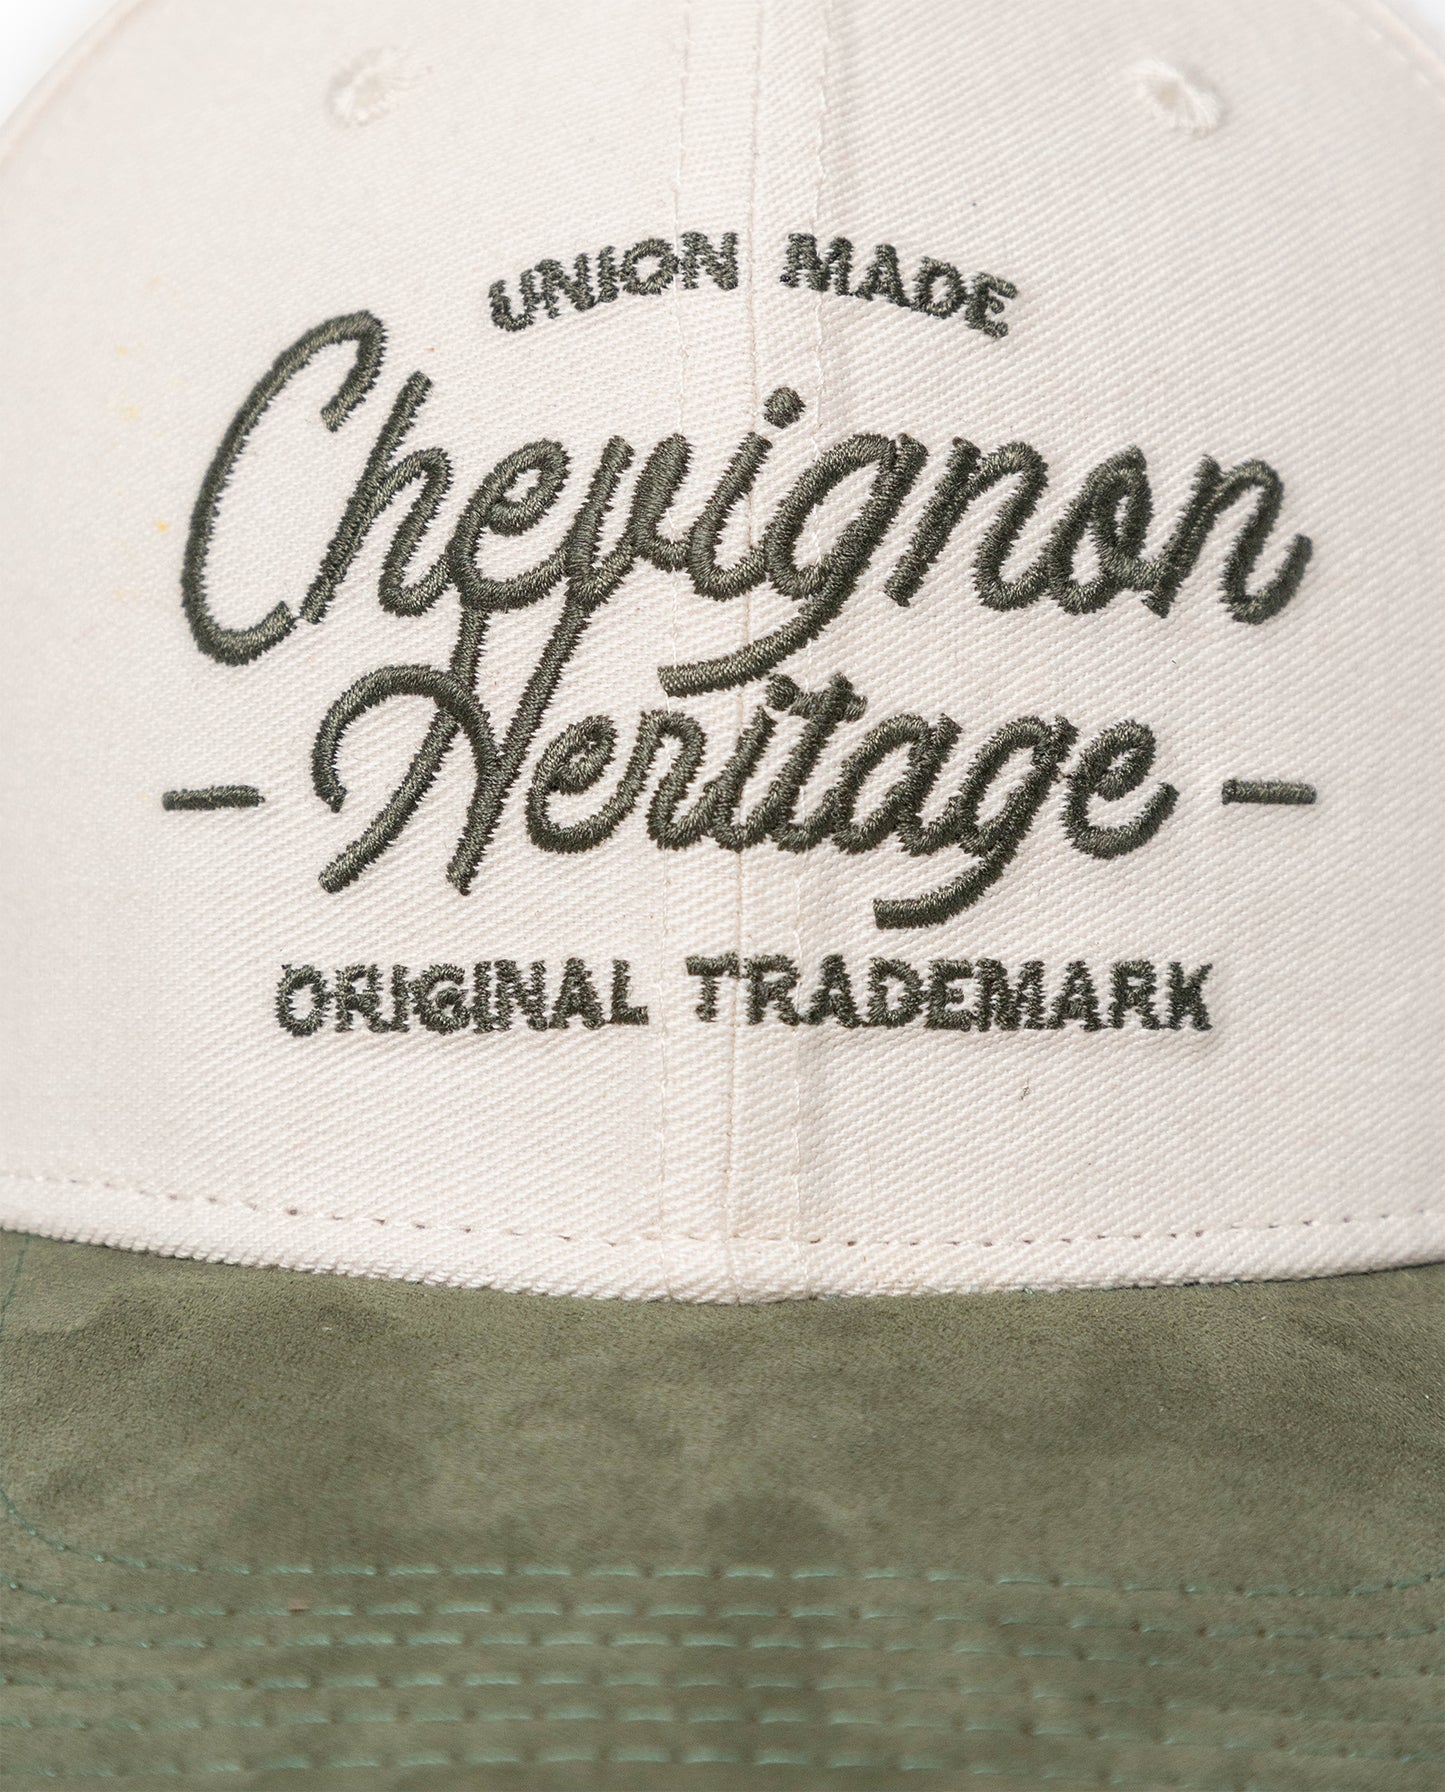 UNION MADE
Chevignon
- Heritage -
ORIGINAL TRADEMARK